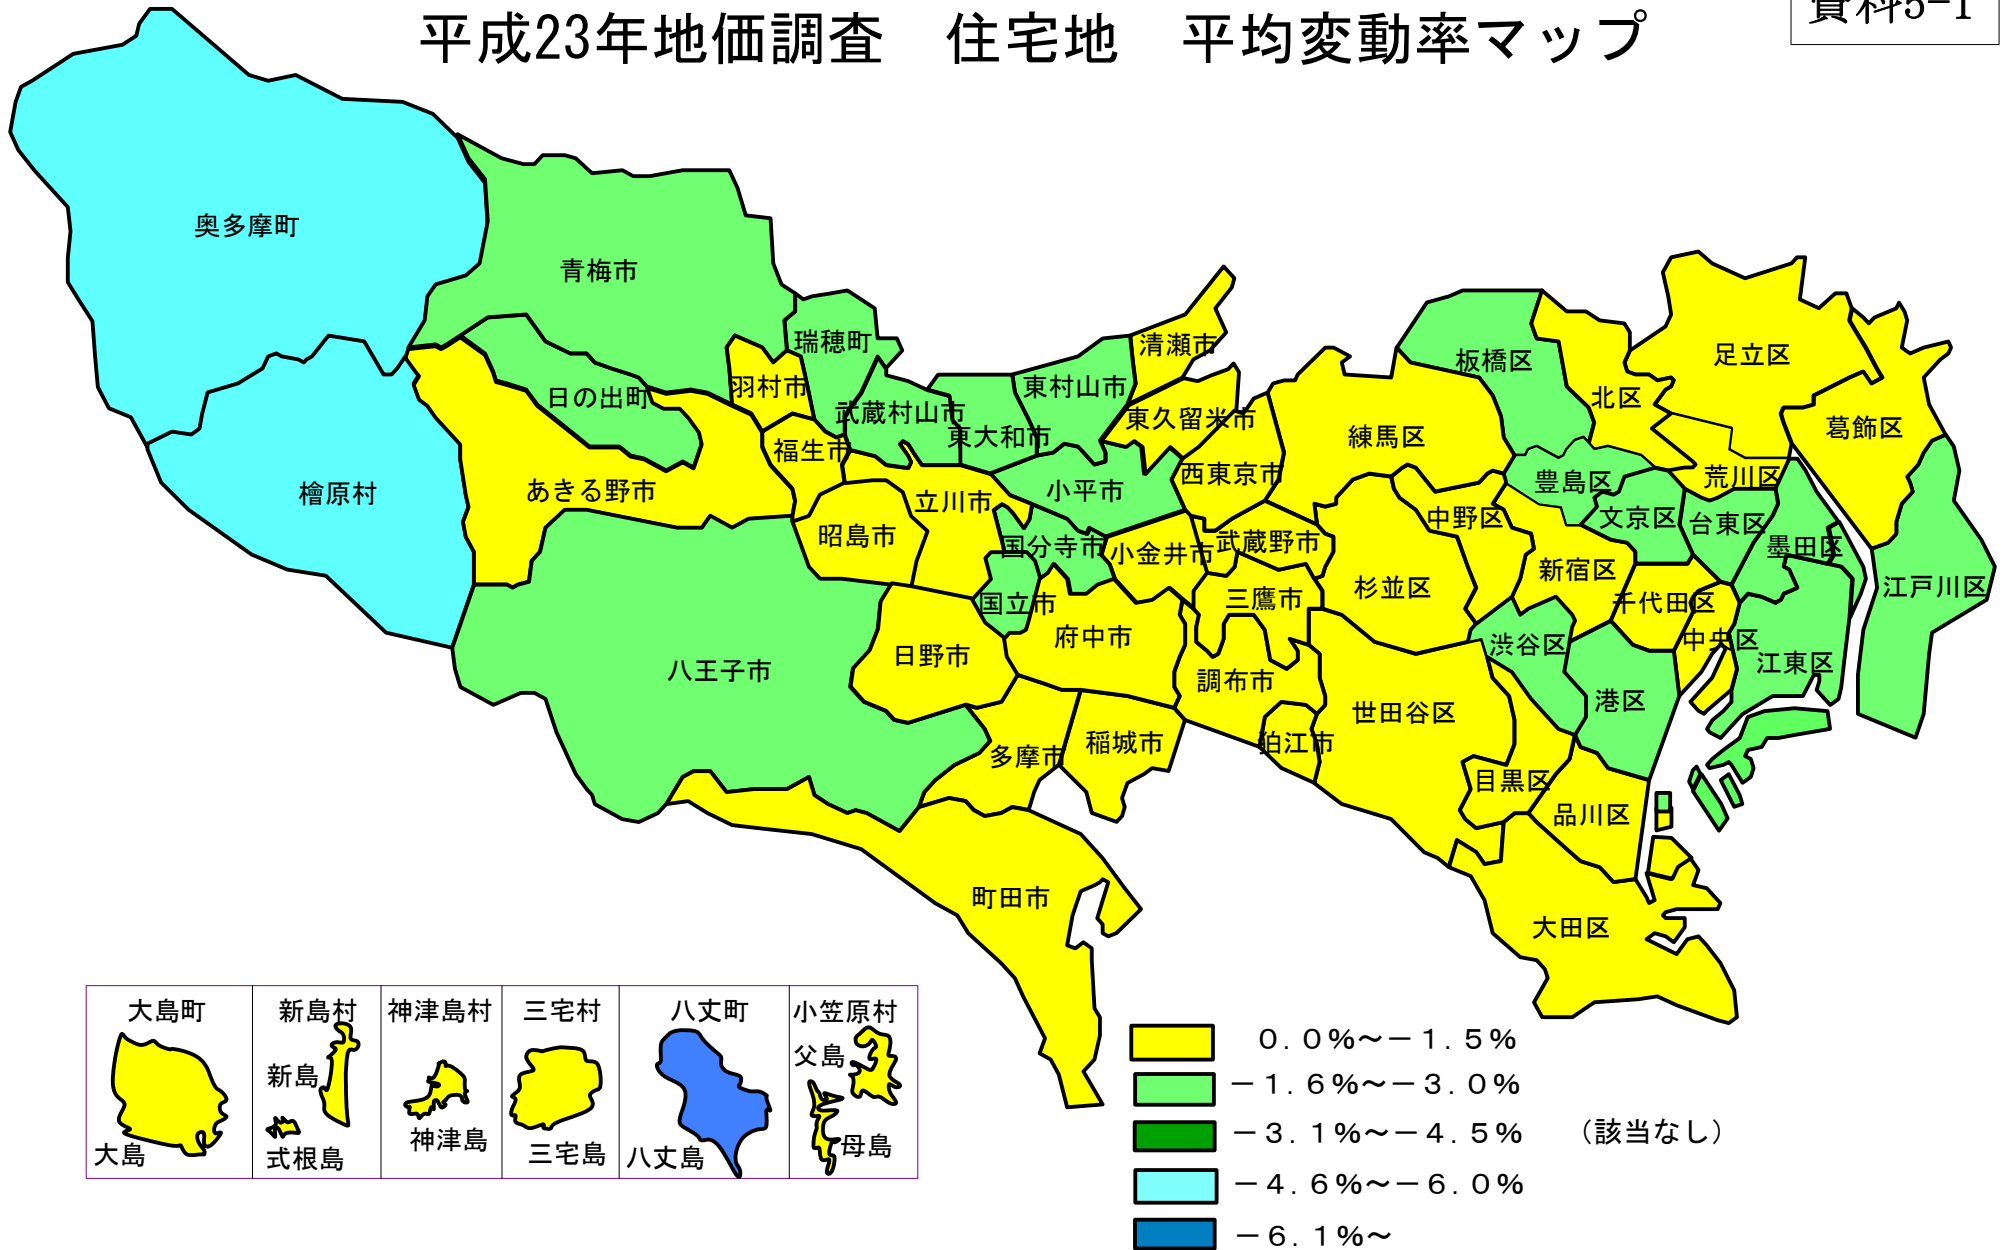 平成23年地価調査　住宅地　平均変動率マップ
資料5-1
奥多摩町
青梅市
瑞穂町
清瀬市
足立区
板橋区
日の出町
羽村市
東村山市
北区
武蔵村山市
東大和市
東久留米市
練馬区
葛飾区
福生市
檜原村
あきる野市
立川市
小平市
西東京市
豊島区
荒川区
昭島市
国分寺市
小金井市
武蔵野市
中野区
文京区
台東区
墨田区
杉並区
新宿区
江戸川区
国立市
三鷹市
千代田区
府中市
中央区
八王子市
日野市
調布市
渋谷区
江東区
世田谷区
港区
多摩市
稲城市
狛江市
目黒区
品川区
町田市
大田区
大島町
新島村
神津島村
三宅村
八丈町
小笠原村
父島
新島
大島
式根島
神津島
三宅島
八丈島
母島
０.０%～－１.５%
－１.６%～－３.０%
－３.１%～－４.５%　（該当なし）
－４.６%～－６.０%
－６.１%～